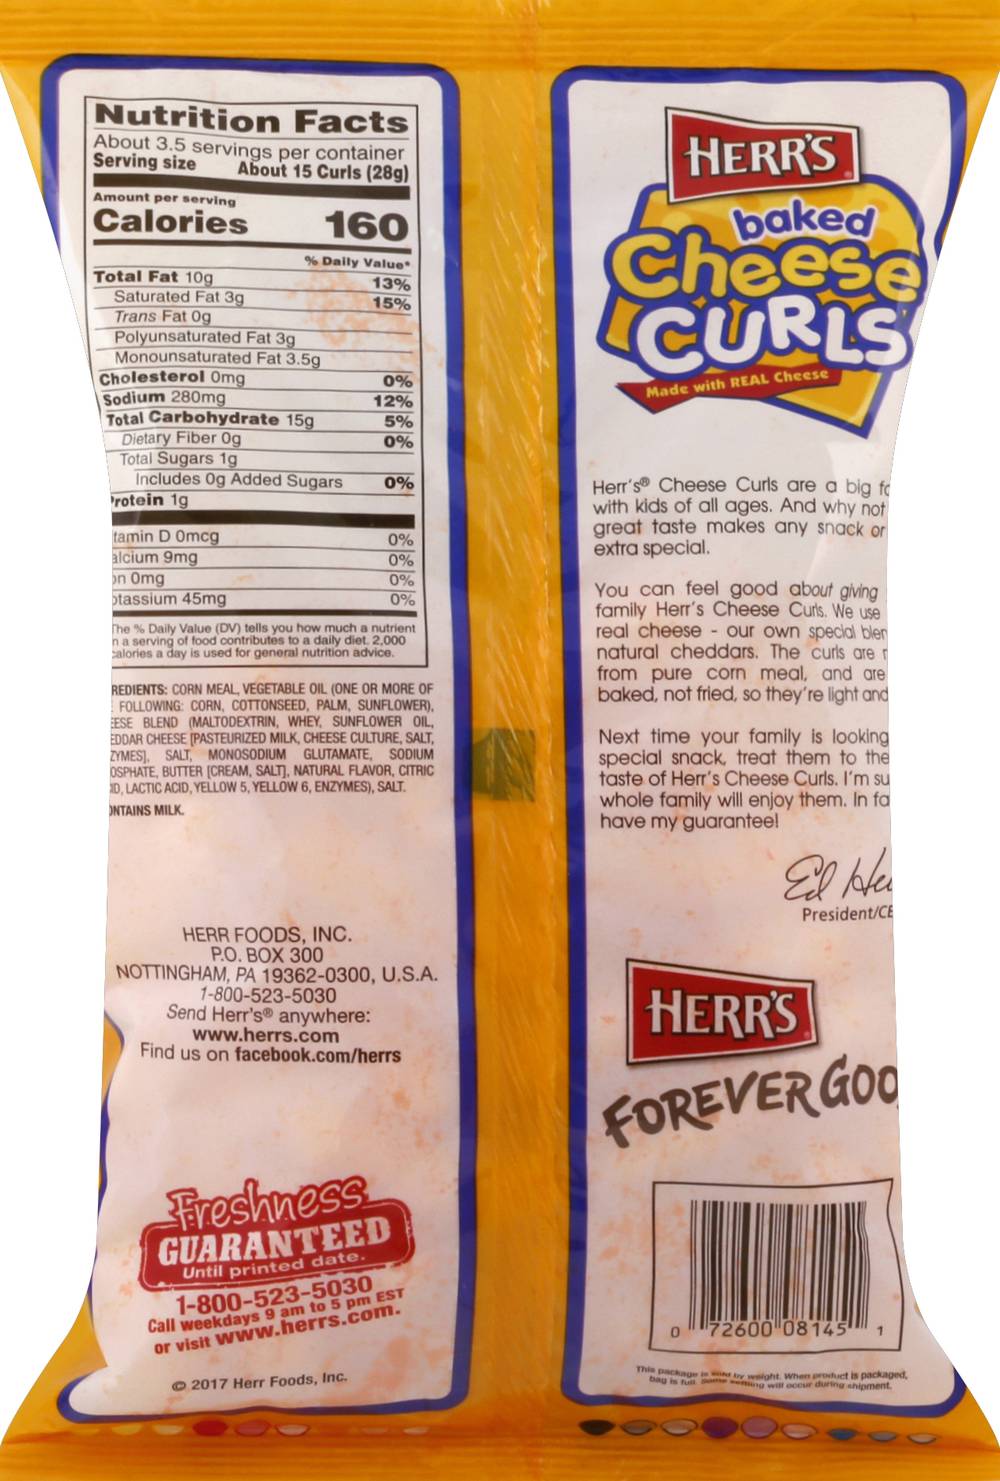 Nutrition Facts
About 3.5 servings per container
Serving size About 15 Curls (28g)
Amount per serving
Calories 160
% Daily Value*
Total Fat 10g 13%
Saturated Fat 3g 15%
Trans Fat 0g
Polyunsaturated Fat 3g
Monounsaturated Fat 3.5g
Cholesterol 0mg 0%
Sodium 280mg 12%
Total Carbohydrate 15g 5%
Dietary Fiber 0g 0%
Total Sugars 1g
Includes 0g Added Sugars 0%
rotein 1g
tamin D 0mcg 0%
alcium 9mg 0%
on 0mg 0%
otassium 45mg 0%
The % Daily Value (DV) tells you how much a nutrient
n a serving of food contributes to a daily diet. 2,000
calories a day is used for general nutrition advice.
REDIENTS: CORN MEAL, VEGETABLE OIL (ONE OR MORE OF
FOLLOWING: CORN, COTTONSEED, PALM, SUNFLOWER),
EESE BLEND (MALTODEXTRIN, WHEY, SUNFLOWER OIL,
EDDAR CHEESE [PASTEURIZED MILK, CHEESE CULTURE, SALT,
ZYMES], SALT, MONOSODIUM GLUTAMATE, SODIUM
OSPHATE, BUTTER [CREAM, SALT], NATURAL FLAVOR, CITRIC
ID, LACTIC ACID, YELLOW 5, YELLOW 6, ENZYMES), SALT.
ONTAINS MILK.
HERR FOODS, INC.
P.O. BOX 300
NOTTINGHAM, PA 19362-0300, U.S.A.
1-800-523-5030
Send Herr's® anywhere:
www.herrs.com
Find us on facebook.com/herrs
Freshness
GUARANTEED
Until printed date.
1-800-523-5030
Call weekdays 9 am to 5 pm EST
or visit www.herrs.com.
© 2017 Herr Foods, Inc.
HERR'S®
baked
Cheese
CURLS
Made with REAL Cheese
Herr's® Cheese Curls are a big fa
with kids of all ages. And why not
great taste makes any snack or
extra special.
You can feel good about giving
family Herr's Cheese Curls. We use
real cheese - our own special blen
natural cheddars. The curls are
from pure corn meal, and are
baked, not fried, so they're light and
Next time your family is looking
special snack, treat them to the
taste of Herr's Cheese Curls. I'm su
whole family will enjoy them. In fa
have my guarantee!
Ed He
President/CE
HERR'S®
FOREVER GOO
0 72600 08145 1
This package is sold by weight. When product is packaged,
bag is full. Some settling will occur during shipment.